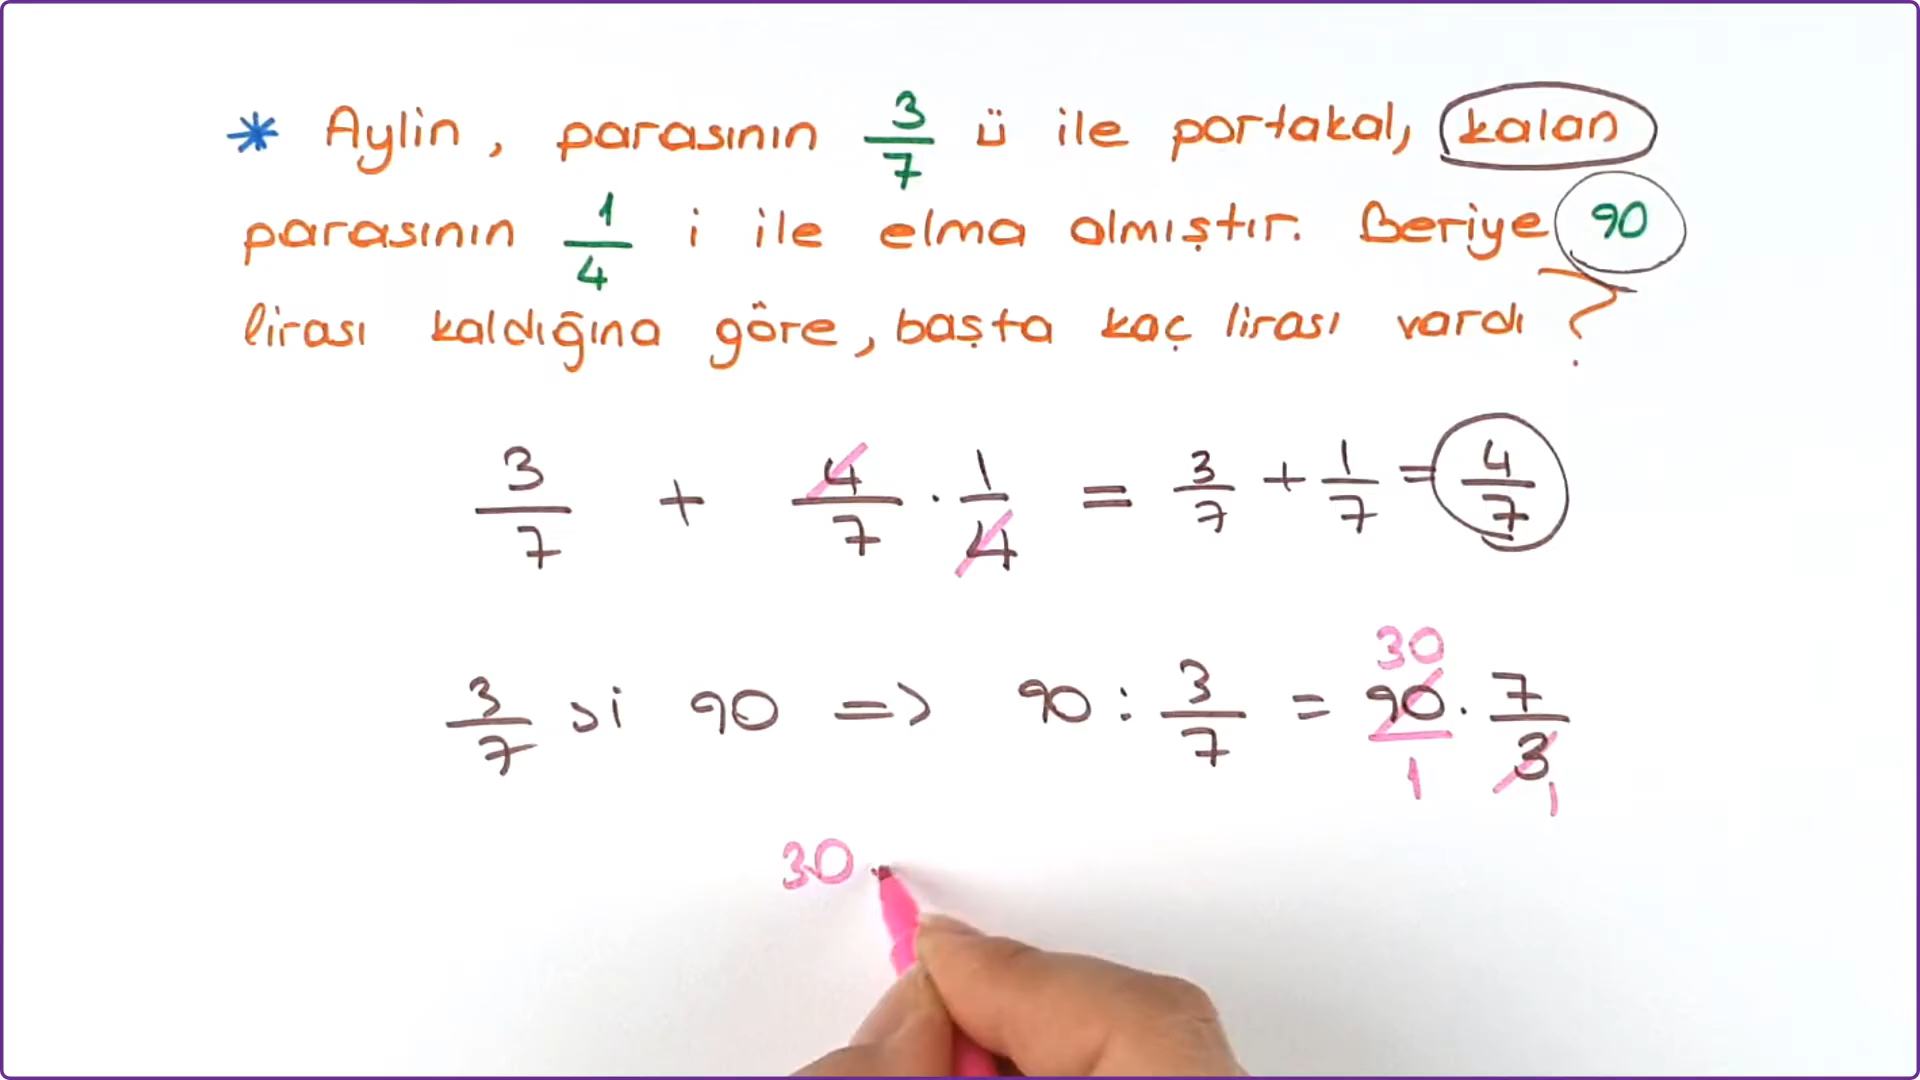 * Aylin, parasının 3/7 ü ile portakal, kalan
parasının 1/4 i ile elma almıştır. Geriye 90
lirası kaldığına göre, başta kaç lirası vardı ?
3/7 + 4/7 . 1/4 = 3/7 + 1/7 = 4/7
3/7 si 90 => 90 : 3/7 = 90/1 . 7/3
30
1
1
30 .